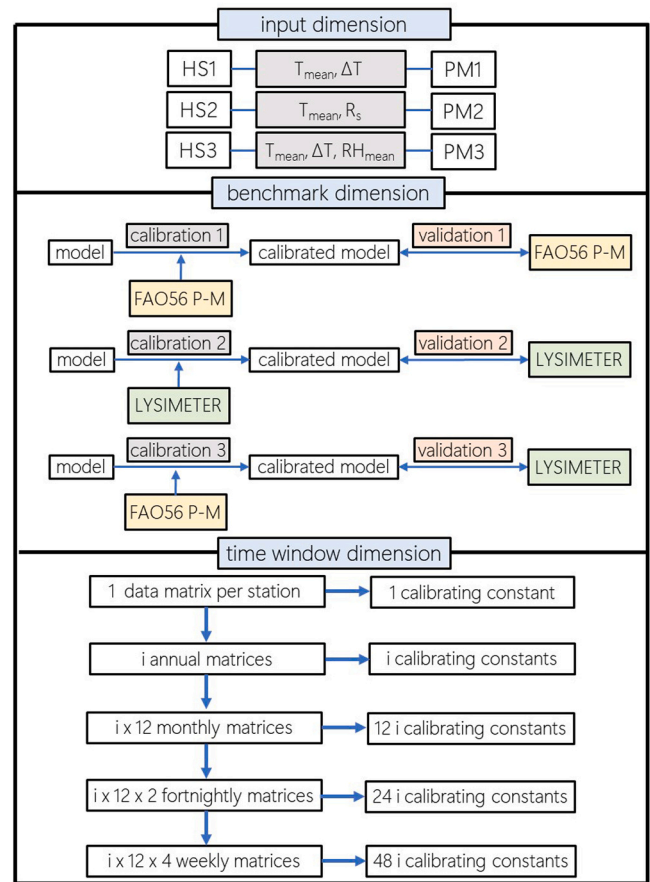 input dimension
HS1 Tmean, ΔT PM1
HS2 Tmean, Rs PM2
HS3 Tmean, ΔT, RHmean PM3
benchmark dimension
calibration 1 validation 1
model calibrated model FAO56 P-M
FAO56 P-M
calibration 2 validation 2
model calibrated model LYSIMETER
LYSIMETER
calibration 3 validation 3
model calibrated model LYSIMETER
FAO56 P-M
time window dimension
1 data matrix per station 1 calibrating constant
i annual matrices i calibrating constants
i x 12 monthly matrices 12 i calibrating constants
i x 12 x 2 fortnightly matrices 24 i calibrating constants
i x 12 x 4 weekly matrices 48 i calibrating constants